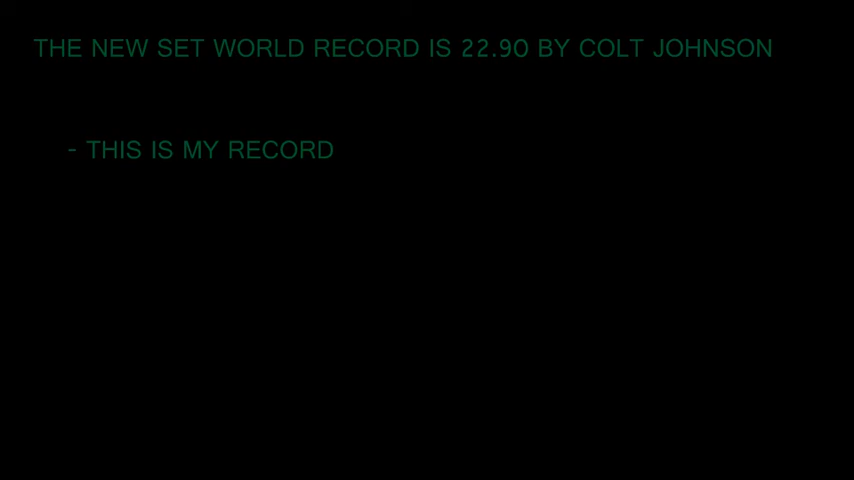 THE NEW SET WORLD RECORD IS 22.90 BY COLT JOHNSON
- THIS IS MY RECORD